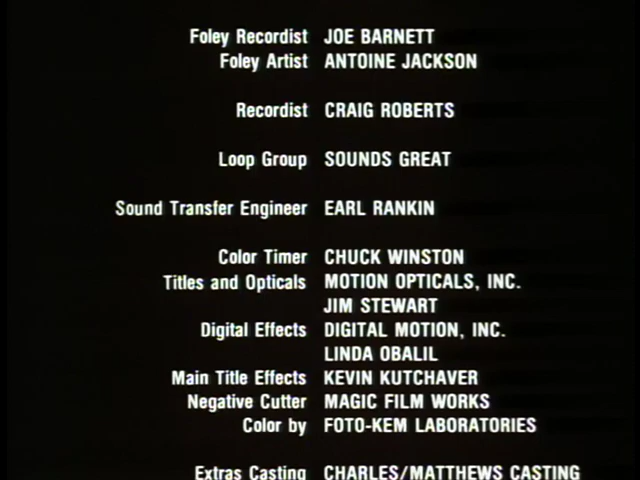 Foley Recordist JOE BARNETT
Foley Artist ANTOINE JACKSON
Recordist CRAIG ROBERTS
Loop Group SOUNDS GREAT
Sound Transfer Engineer EARL RANKIN
Color Timer CHUCK WINSTON
Titles and Opticals MOTION OPTICALS, INC.
JIM STEWART
Digital Effects DIGITAL MOTION, INC.
LINDA OBALIL
Main Title Effects KEVIN KUTCHAVER
Negative Cutter MAGIC FILM WORKS
Color by FOTO-KEM LABORATORIES
Extras Casting CHARLES/MATTHEWS CASTING